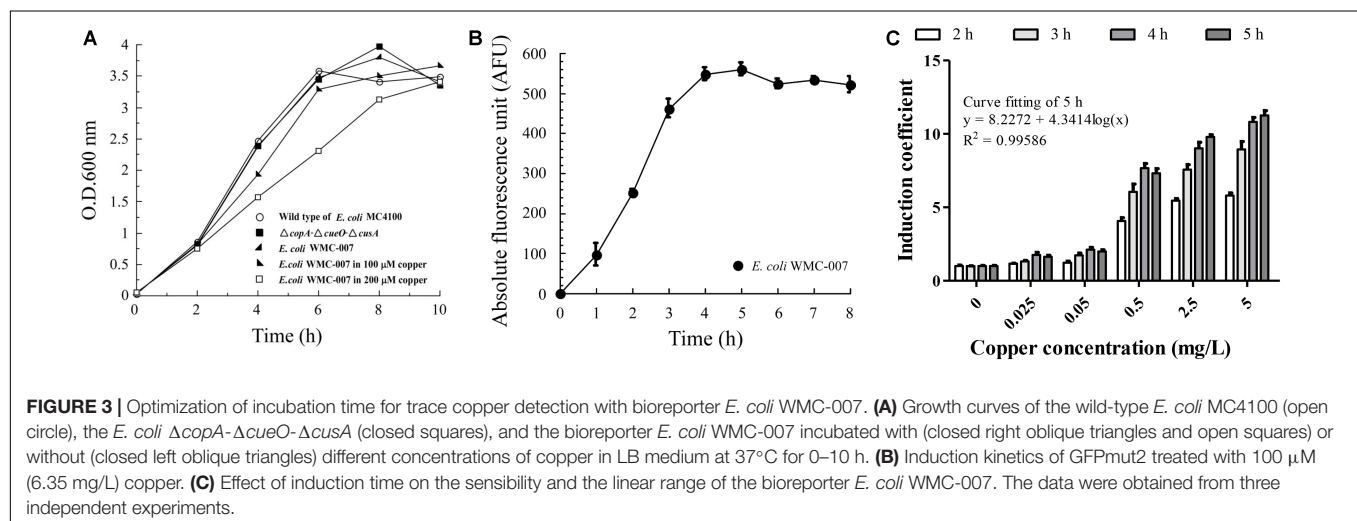 A
4
3.5
3
2.5
2
1.5
1
0.5
0
O.D.600 nm
0 2 4 6 8 10
Time (h)
Wild type of E. coli MC4100
△copA-△cueO-△cusA
E. coli WMC-007
E.coli WMC-007 in 100 μM copper
E.coli WMC-007 in 200 μM copper
B
600
500
400
300
200
100
0
Absolute fluorescence unit (AFU)
0 1 2 3 4 5 6 7 8
Time (h)
E. coli WMC-007
C
2 h 3 h 4 h 5 h
15
10
5
0
Induction coefficient
Curve fitting of 5 h
y = 8.2272 + 4.3414log(x)
R² = 0.99586
0 0.025 0.05 0.5 2.5 5
Copper concentration (mg/L)
FIGURE 3 | Optimization of incubation time for trace copper detection with bioreporter E. coli WMC-007. (A) Growth curves of the wild-type E. coli MC4100 (open
circle), the E. coli ΔcopA-ΔcueO-ΔcusA (closed squares), and the bioreporter E. coli WMC-007 incubated with (closed right oblique triangles and open squares) or
without (closed left oblique triangles) different concentrations of copper in LB medium at 37°C for 0–10 h. (B) Induction kinetics of GFPmut2 treated with 100 μM
(6.35 mg/L) copper. (C) Effect of induction time on the sensibility and the linear range of the bioreporter E. coli WMC-007. The data were obtained from three
independent experiments.